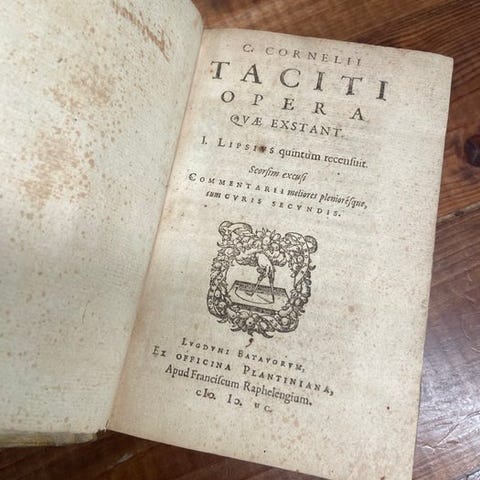 C. CORNELII
TACITI
OPERA
QVÆ EXSTANT.
I. LIPSIVS quintùm recensuit.
Seorsim excusi
COMMENTARII meliores plenioresque,
cum CVRIS SECVNDIS.
LVGDVNI BATAVORVM,
EX OFFICINA PLANTINIANA,
Apud Franciscum Raphelengium.
cIɔ. Iɔ. XC.